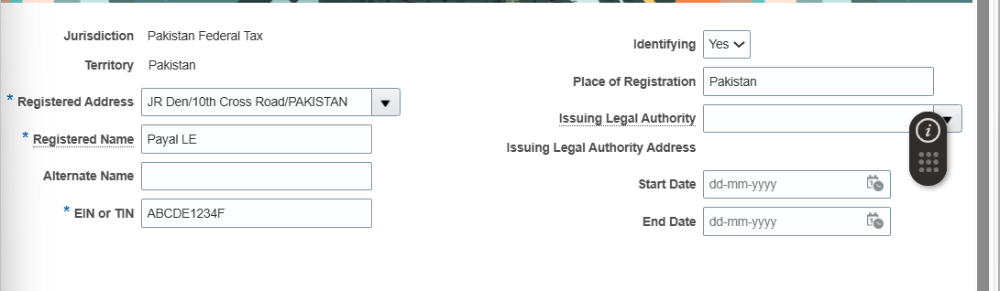 Jurisdiction Pakistan Federal Tax
Territory Pakistan
* Registered Address JR Den/10th Cross Road/PAKISTAN
* Registered Name Payal LE
Alternate Name
* EIN or TIN ABCDE1234F
Identifying Yes
Place of Registration Pakistan
Issuing Legal Authority
Issuing Legal Authority Address
Start Date dd-mm-yyyy
End Date dd-mm-yyyy
i